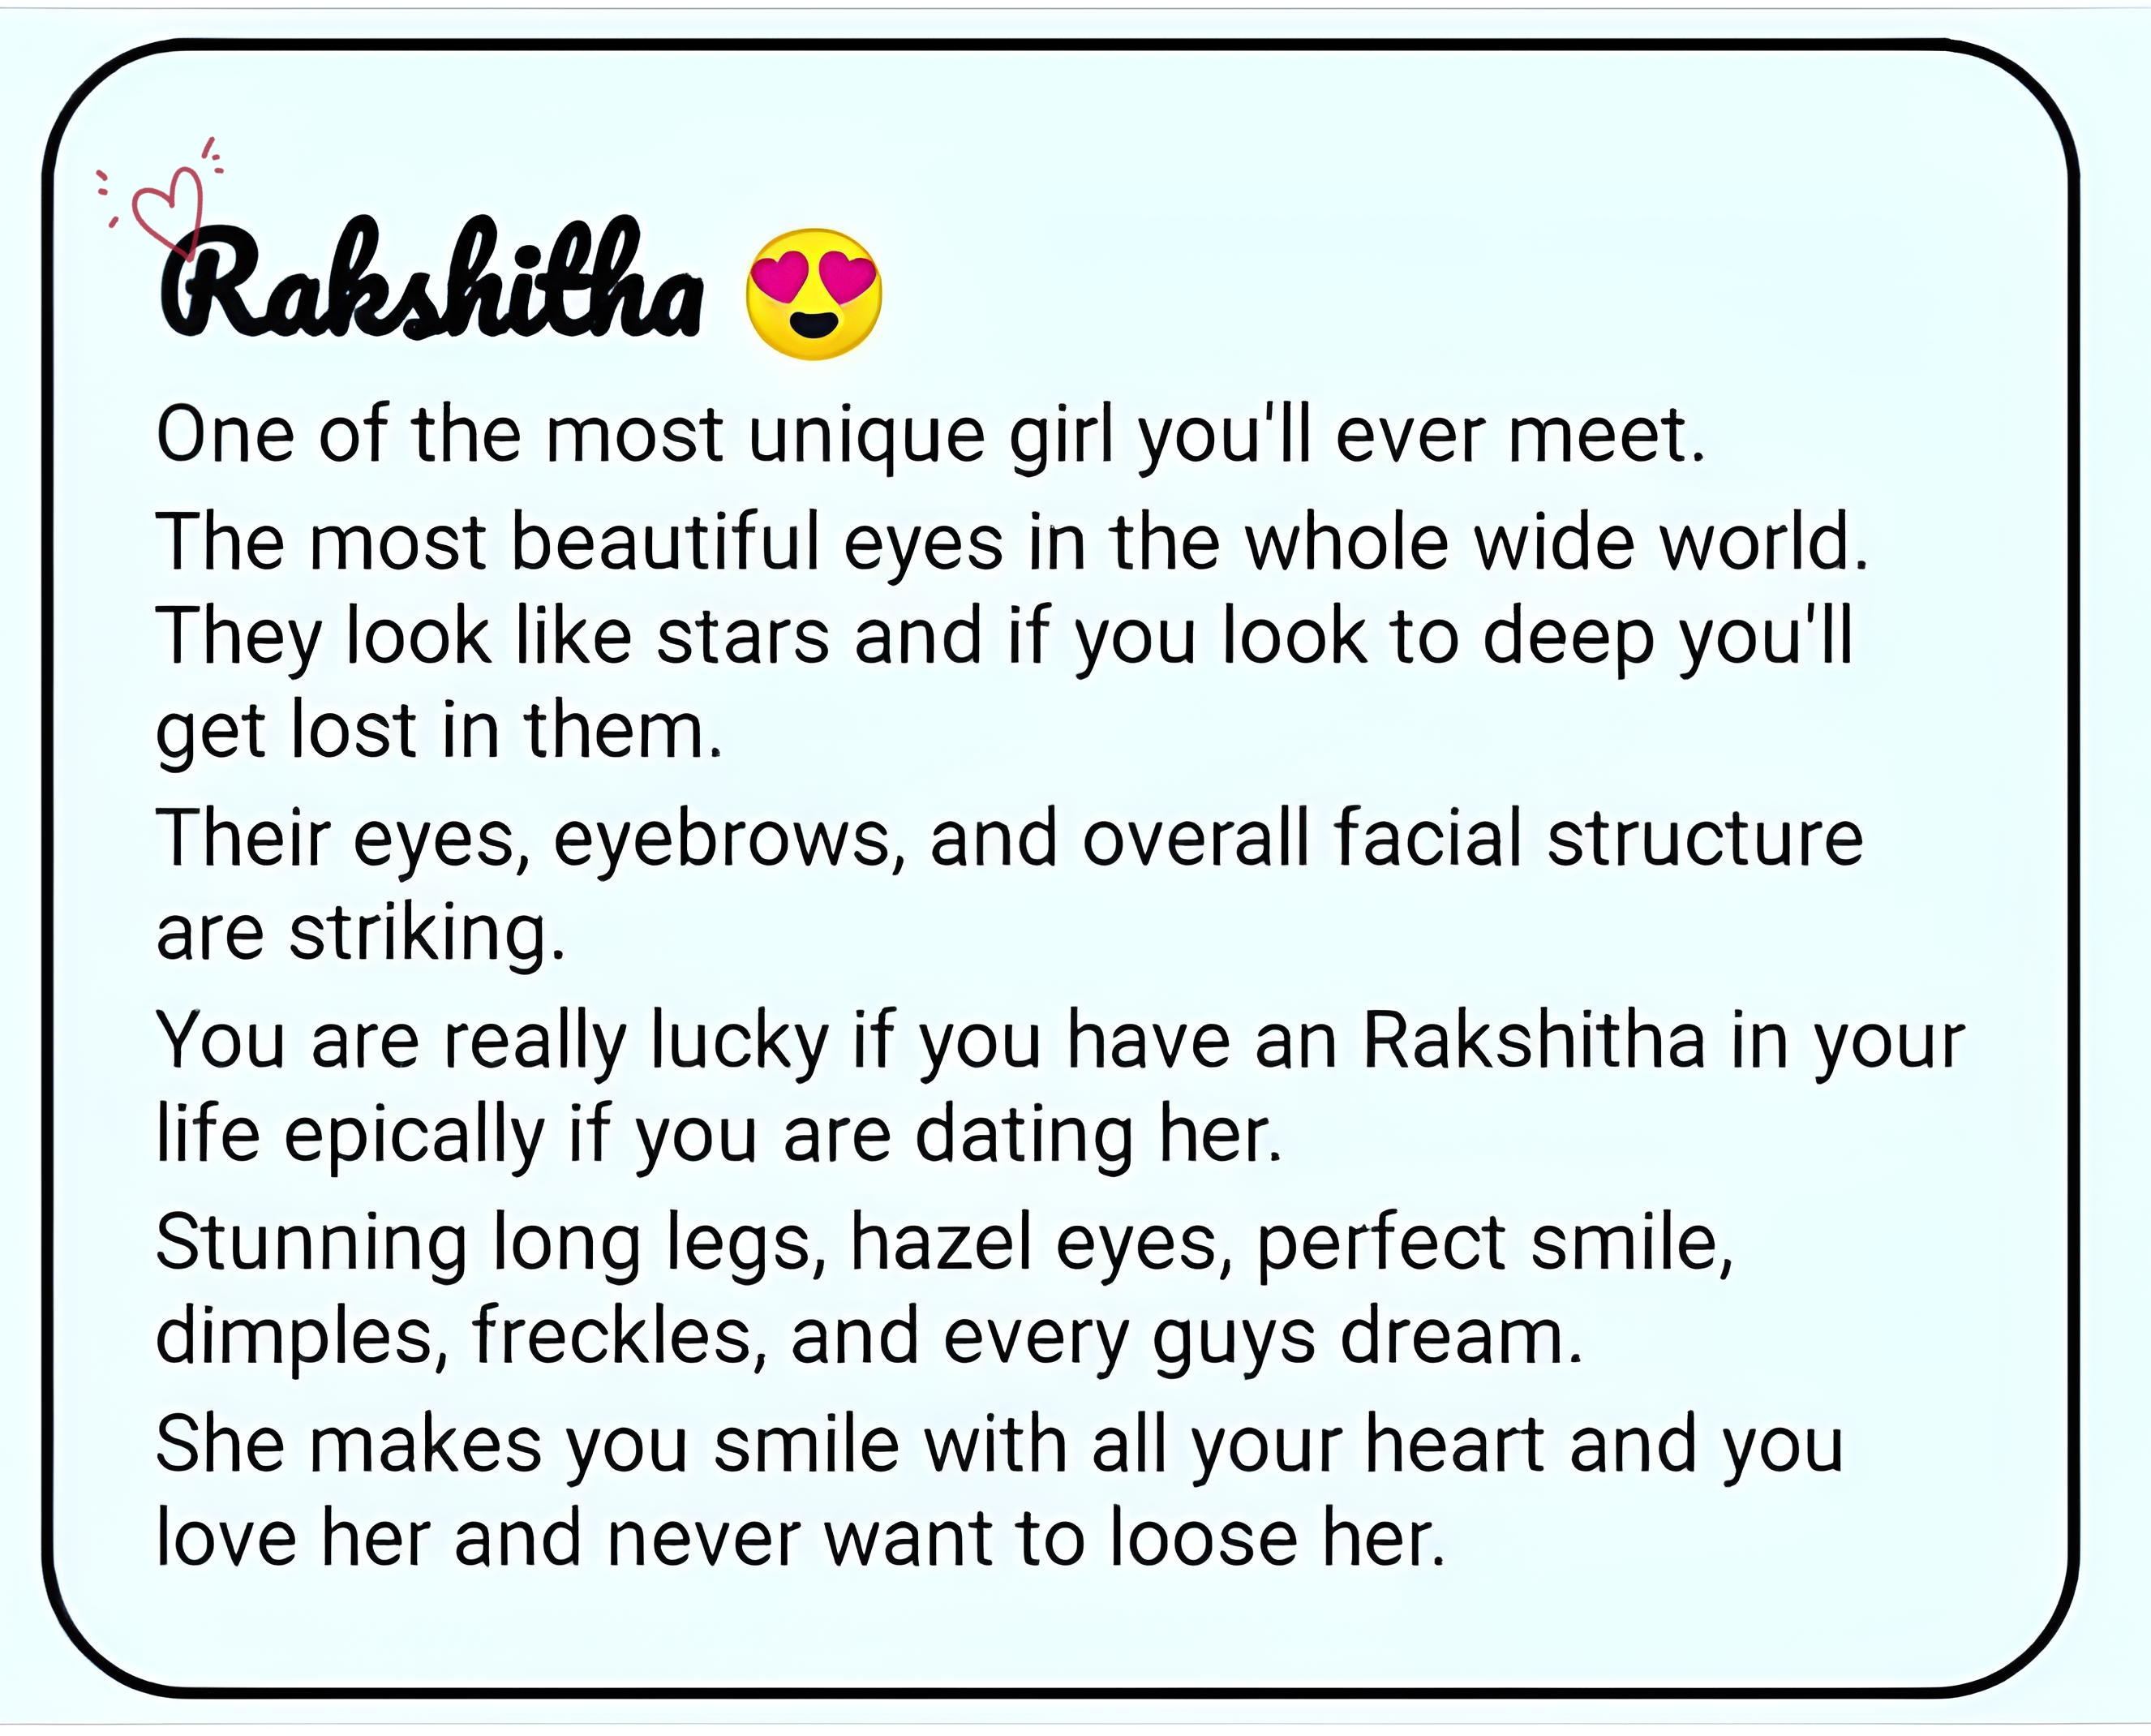 Rakshitha 😍
One of the most unique girl you'll ever meet.
The most beautiful eyes in the whole wide world.
They look like stars and if you look to deep you'll
get lost in them.
Their eyes, eyebrows, and overall facial structure
are striking.
You are really lucky if you have an Rakshitha in your
life epically if you are dating her.
Stunning long legs, hazel eyes, perfect smile,
dimples, freckles, and every guys dream.
She makes you smile with all your heart and you
love her and never want to loose her.